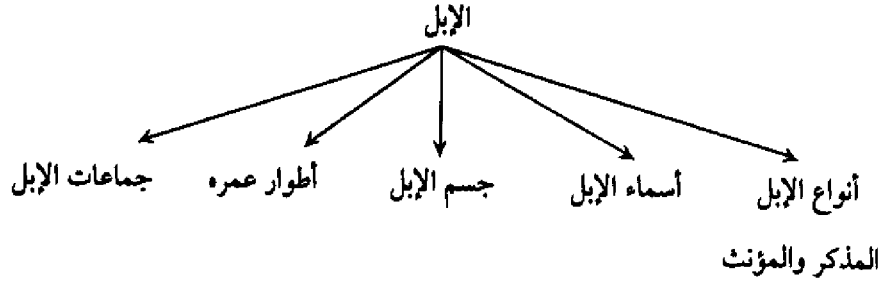 الإبل
أنواع الإبل أسماء الإبل جسم الإبل أطوار عمره جماعات الإبل
المذكر والمؤنث